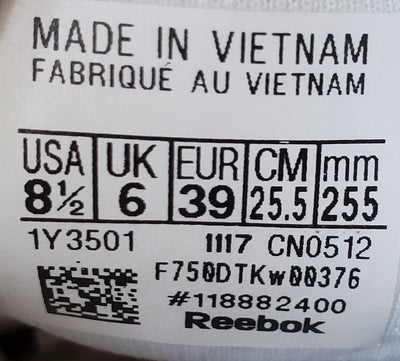 MADE IN VIETNAM
FABRIQUÉ AU VIETNAM
USA UK EUR CM mm
8½ 6 39 25.5 255
1Y3501 1117 CN0512
F750DTKw00376
#118882400
Reebok